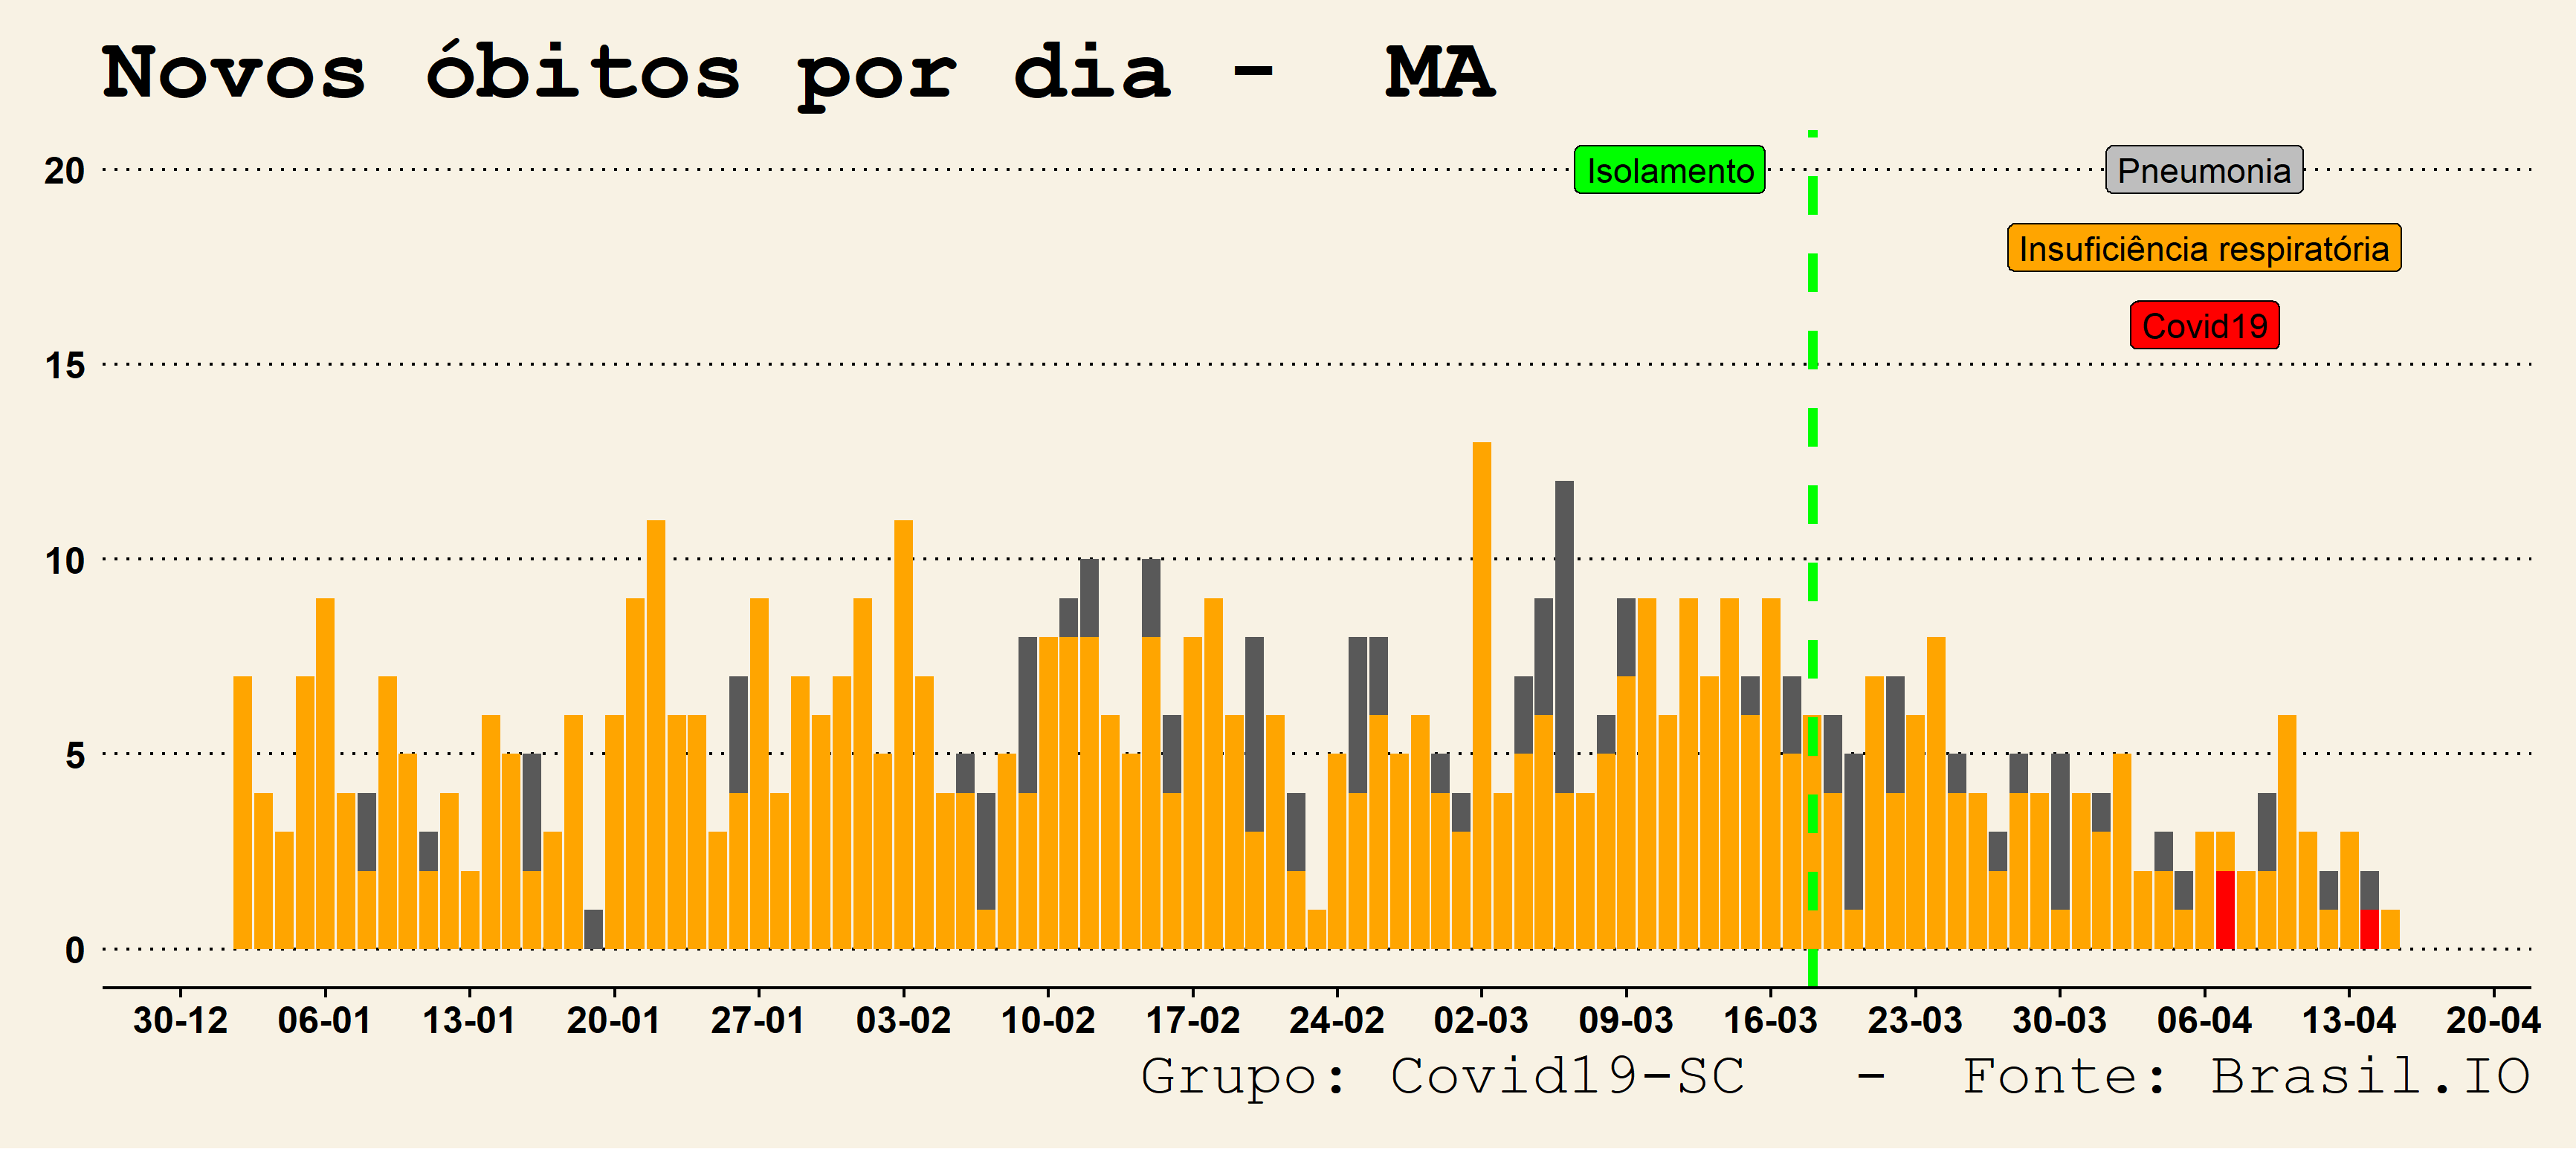 Novos óbitos por dia -  MA
20
Isolamento
Pneumonia
Insuficiência respiratória
Covid19
15
10
5
0
30-12 06-01 13-01 20-01 27-01 03-02 10-02 17-02 24-02 02-03 09-03 16-03 23-03 30-03 06-04 13-04 20-04
Grupo: Covid19-SC   -  Fonte: Brasil.IO